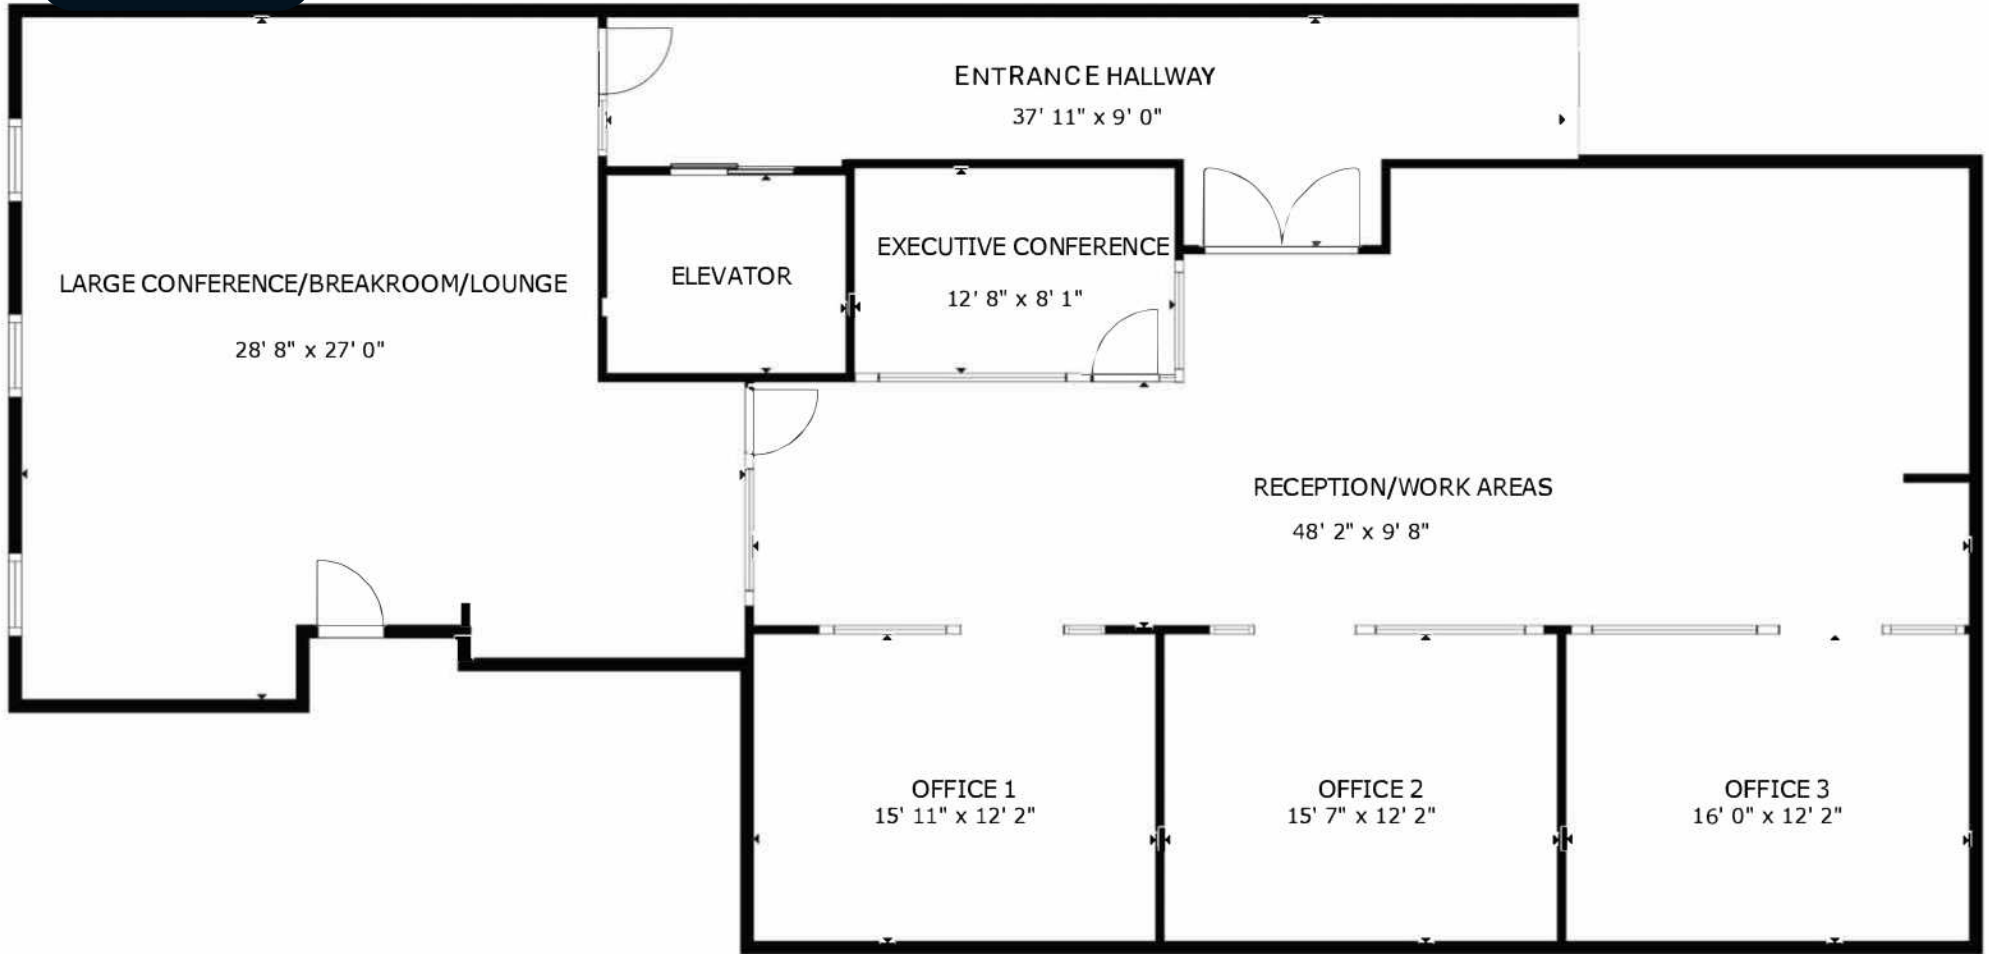 ENTRANCE HALLWAY
37' 11" x 9' 0"
LARGE CONFERENCE/BREAKROOM/LOUNGE
28' 8" x 27' 0"
ELEVATOR
EXECUTIVE CONFERENCE
12' 8" x 8' 1"
RECEPTION/WORK AREAS
48' 2" x 9' 8"
OFFICE 1
15' 11" x 12' 2"
OFFICE 2
15' 7" x 12' 2"
OFFICE 3
16' 0" x 12' 2"